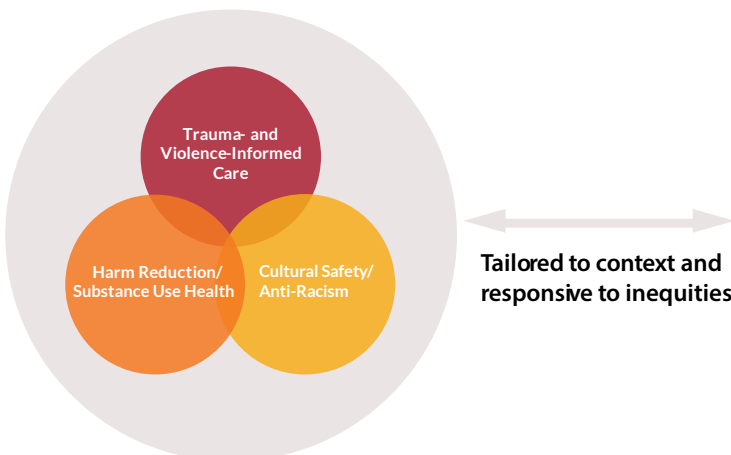 Trauma- and
Violence-Informed
Care
Harm Reduction/
Substance Use Health
Cultural Safety/
Anti-Racism
Tailored to context and
responsive to inequities